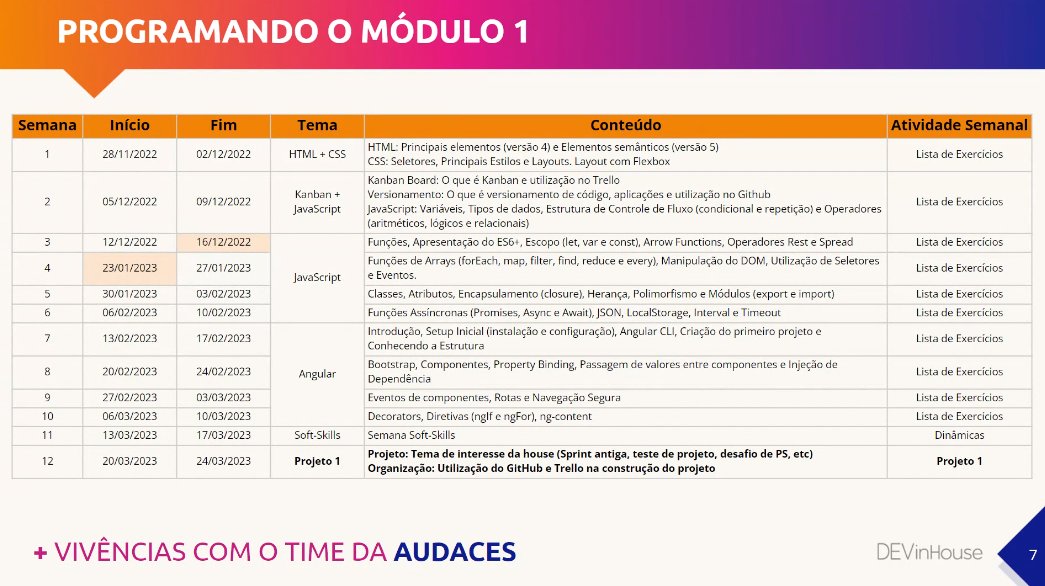 PROGRAMANDO O MÓDULO 1
Semana Início Fim Tema Conteúdo Atividade Semanal
1 28/11/2022 02/12/2022 HTML + CSS HTML: Principais elementos (versão 4) e Elementos semânticos (versão 5)
CSS: Seletores, Principais Estilos e Layouts. Layout com Flexbox Lista de Exercícios
2 05/12/2022 09/12/2022 Kanban + JavaScript Kanban Board: O que é Kanban e utilização no Trello
Versionamento: O que é versionamento de código, aplicações e utilização no Github
JavaScript: Variáveis, Tipos de dados, Estrutura de Controle de Fluxo (condicional e repetição) e Operadores
(aritméticos, lógicos e relacionais) Lista de Exercícios
3 12/12/2022 16/12/2022 JavaScript Funções, Apresentação do ES6+, Escopo (let, var e const), Arrow Functions, Operadores Rest e Spread Lista de Exercícios
4 23/01/2023 27/01/2023 Funções de Arrays (forEach, map, filter, find, reduce e every), Manipulação do DOM, Utilização de Seletores
e Eventos. Lista de Exercícios
5 30/01/2023 03/02/2023 Classes, Atributos, Encapsulamento (closure), Herança, Polimorfismo e Módulos (export e import) Lista de Exercícios
6 06/02/2023 10/02/2023 Funções Assíncronas (Promises, Async e Await), JSON, LocalStorage, Interval e Timeout Lista de Exercícios
7 13/02/2023 17/02/2023 Angular Introdução, Setup Inicial (instalação e configuração), Angular CLI, Criação do primeiro projeto e
Conhecendo a Estrutura Lista de Exercícios
8 20/02/2023 24/02/2023 Bootstrap, Componentes, Property Binding, Passagem de valores entre componentes e Injeção de
Dependência Lista de Exercícios
9 27/02/2023 03/03/2023 Eventos de componentes, Rotas e Navegação Segura Lista de Exercícios
10 06/03/2023 10/03/2023 Decorators, Diretivas (ngIf e ngFor), ng-content Lista de Exercícios
11 13/03/2023 17/03/2023 Soft-Skills Semana Soft-Skills Dinâmicas
12 20/03/2023 24/03/2023 Projeto 1 Projeto: Tema de interesse da house (Sprint antiga, teste de projeto, desafio de PS, etc)
Organização: Utilização do GitHub e Trello na construção do projeto Projeto 1
+ VIVÊNCIAS COM O TIME DA AUDACES
DEVinHouse
7